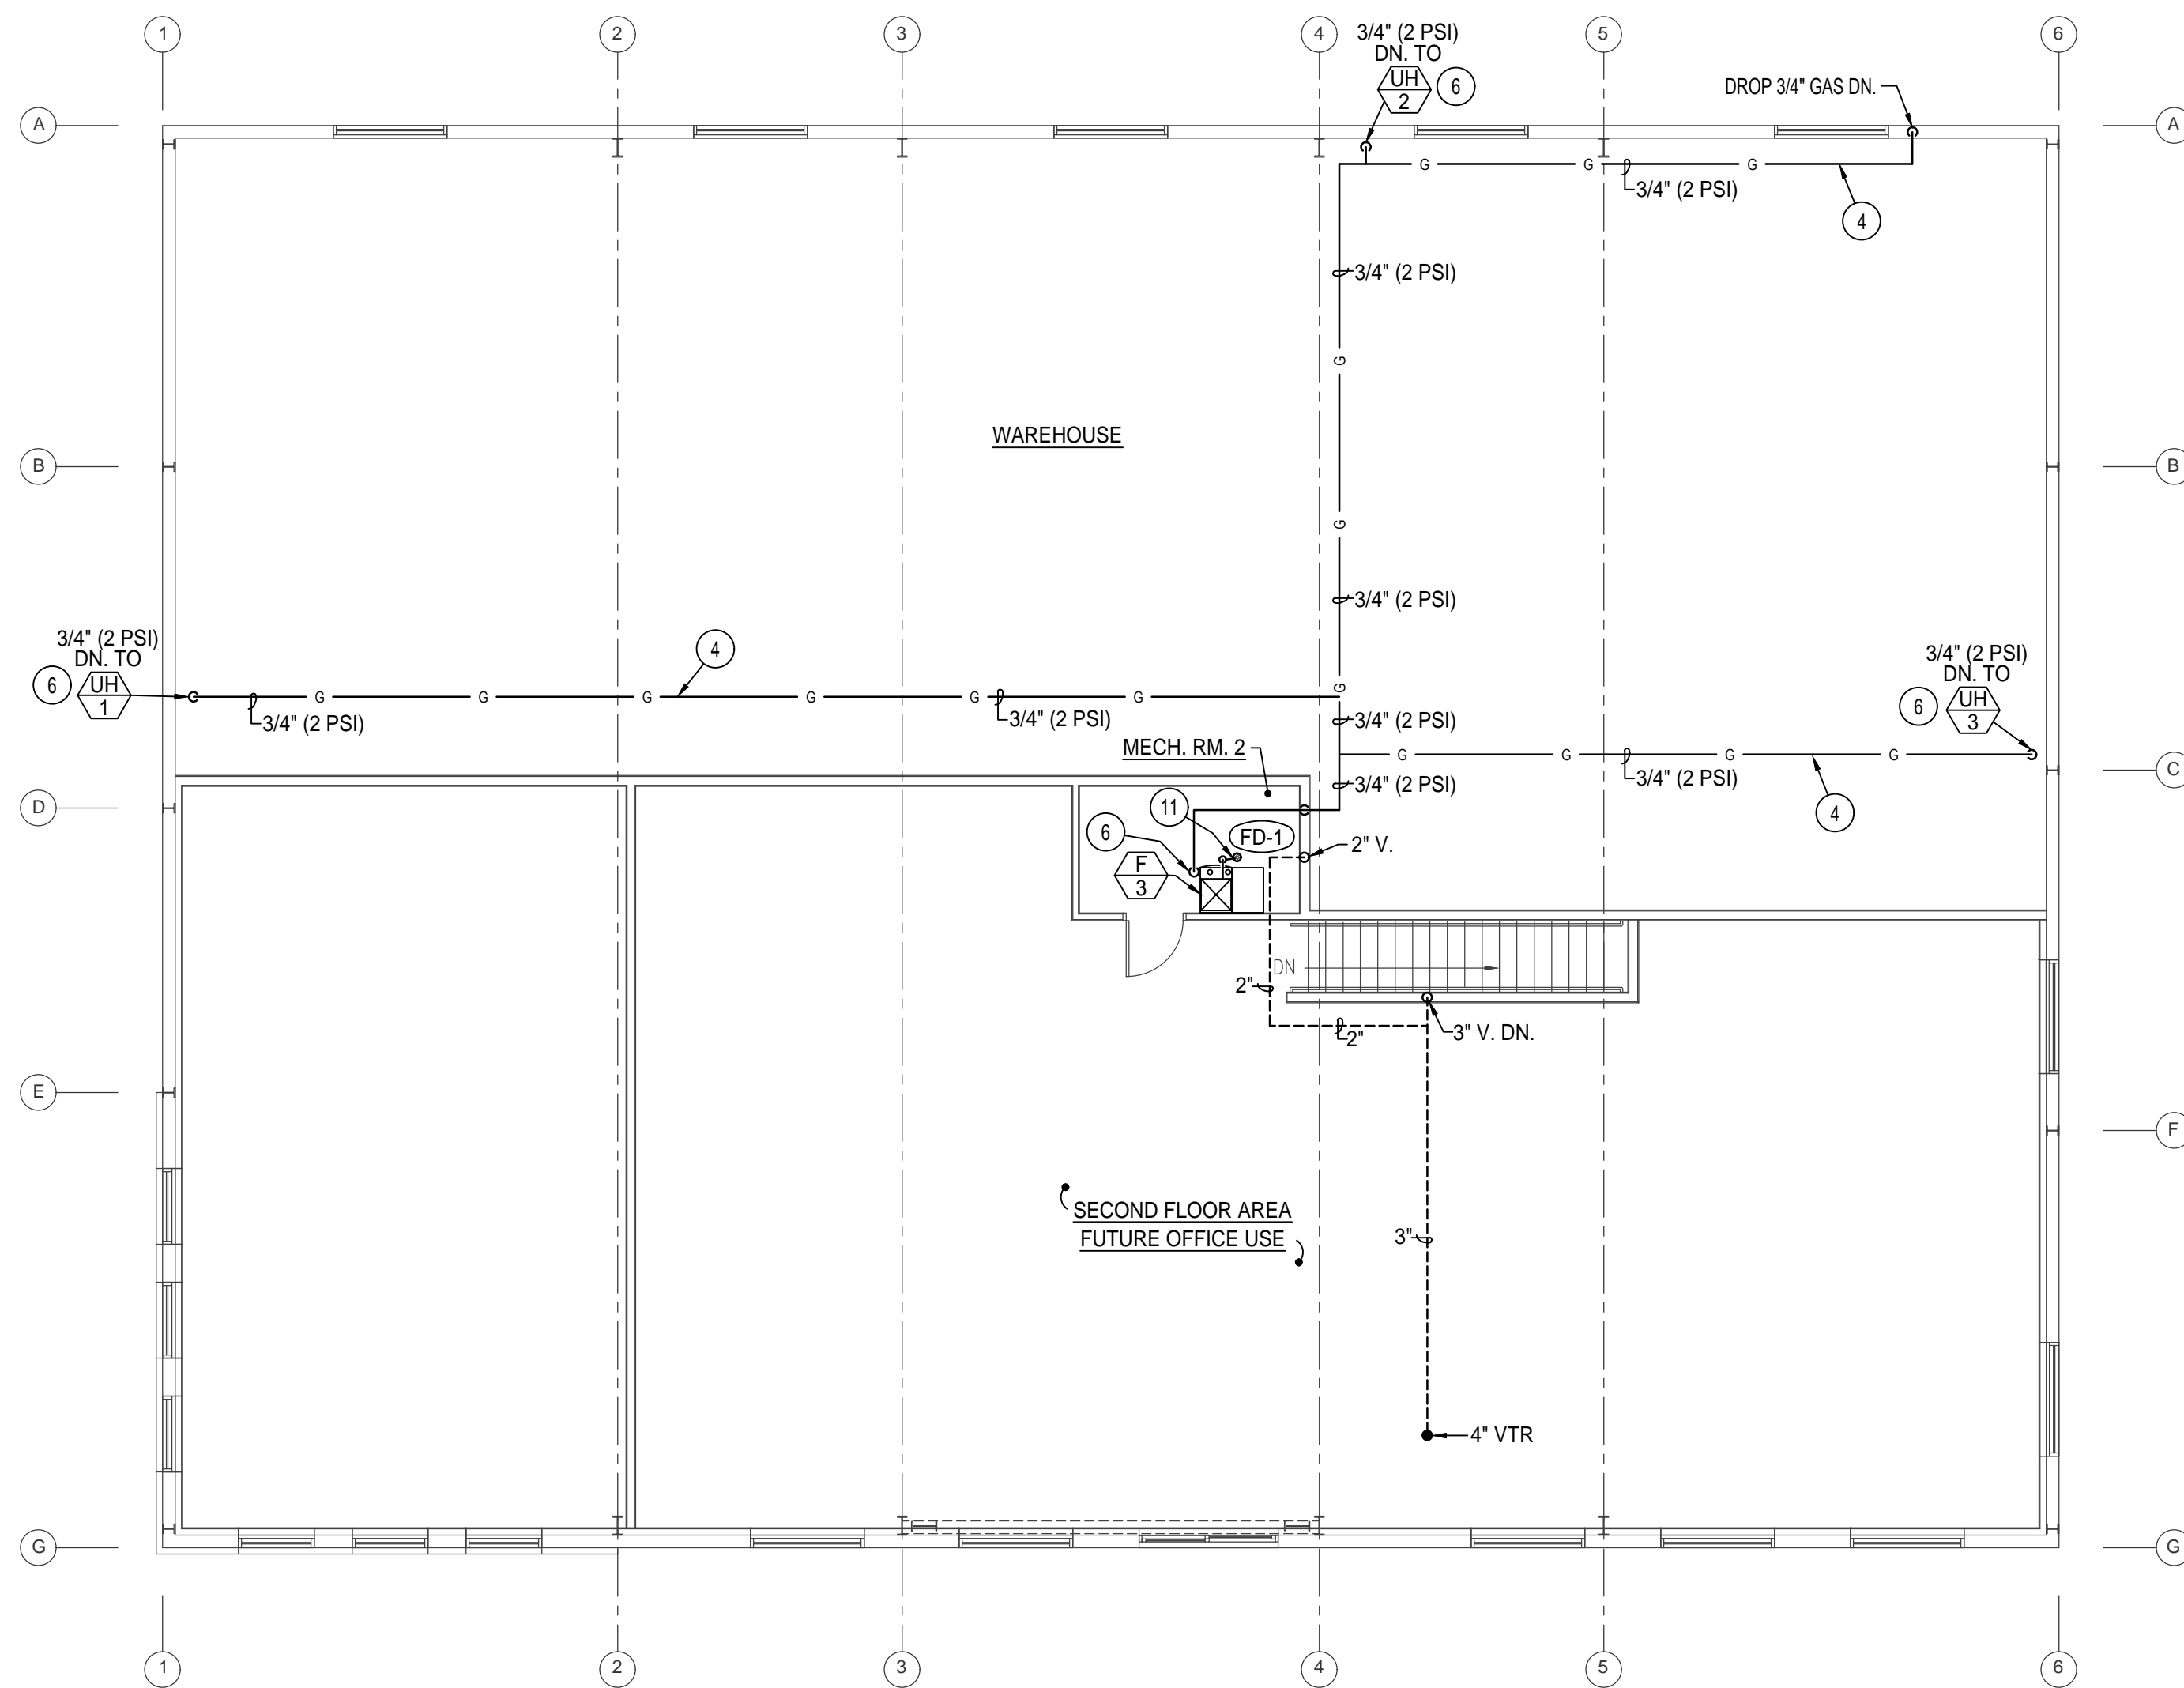 1
2
3
4
5
6
3/4" (2 PSI)
DN. TO
UH
2
6
DROP 3/4" GAS DN.
A
A
G
G
G
3/4" (2 PSI)
4
3/4" (2 PSI)
G
WAREHOUSE
B
B
G
3/4" (2 PSI)
3/4" (2 PSI)
DN. TO
6
UH
1
4
G
G
G
G
G
G
G
3/4" (2 PSI)
3/4" (2 PSI)
3/4" (2 PSI)
3/4" (2 PSI)
DN. TO
6
UH
3
MECH. RM. 2
G
G
G
G
3/4" (2 PSI)
3/4" (2 PSI)
C
D
11
4
6
FD-1
2" V.
F
3
DN
2"
2"
3" V. DN.
E
F
SECOND FLOOR AREA
FUTURE OFFICE USE
3"
4" VTR
G
G
1
2
3
4
5
6